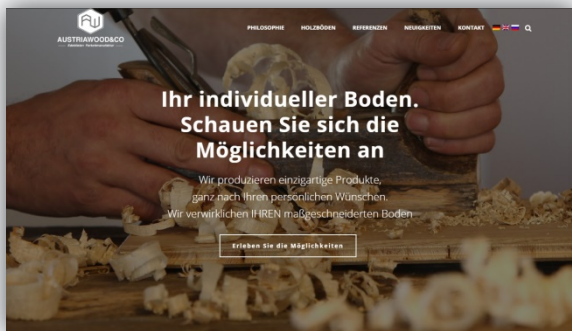 AW
AUSTRIAWOOD&CO
PHILOSOPHIE HOLZBÖDEN REFERENZEN NEUIGKEITEN KONTAKT
Ihr individueller Boden.
Schauen Sie sich die
Möglichkeiten an
Wir produzieren einzigartige Produkte,
ganz nach Ihren persönlichen Wünschen.
Wir verwirklichen IHREN maßgeschneiderten Boden
Erleben Sie die Möglichkeiten